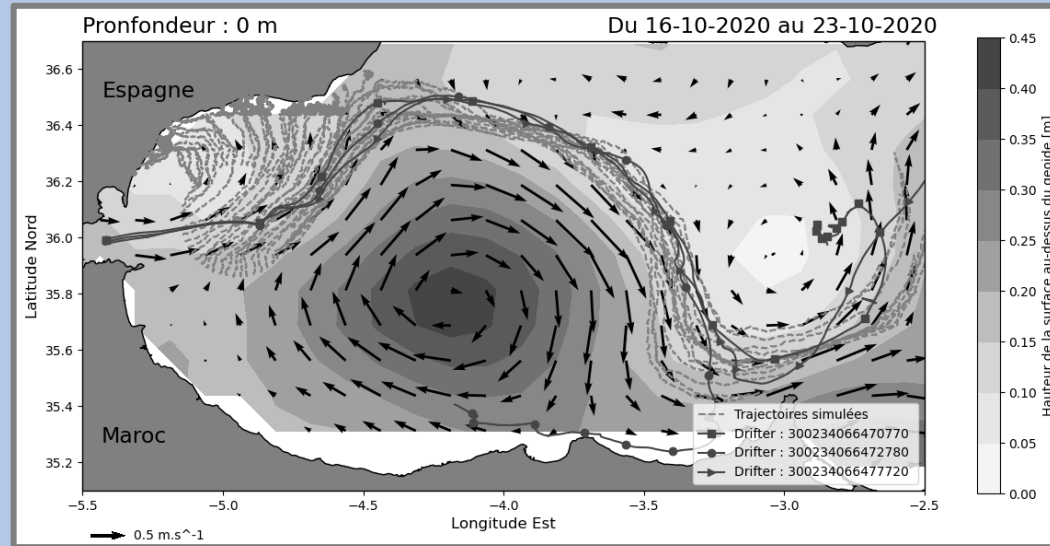 Pronfondeur : 0 m
Du 16-10-2020 au 23-10-2020
Espagne
Maroc
Latitude Nord
36.6
36.4
36.2
36.0
35.8
35.6
35.4
35.2
−5.5
−5.0
−4.5
−4.0
−3.5
−3.0
−2.5
Longitude Est
0.5 m.s^-1
Trajectoires simulées
Drifter : 300234066470770
Drifter : 300234066472780
Drifter : 300234066477720
0.45
0.40
0.35
0.30
0.25
0.20
0.15
0.10
0.05
0.00
Hauteur de la surface au-dessus du geoide [m]